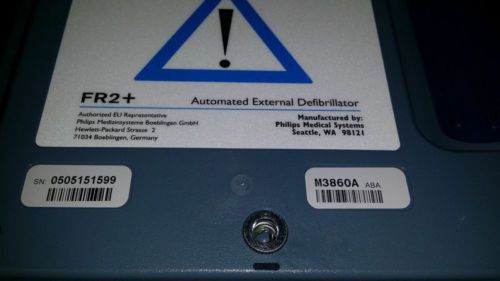 !
FR2+
Automated External Defibrillator
Authorized EU Representative
Philips Medizinsysteme Boeblingen GmbH
Hewlett-Packard Strasse 2
71034 Boeblingen, Germany
Manufactured by:
Philips Medical Systems
Seattle, WA 98121
SN: 0505151599
M3860A ABA